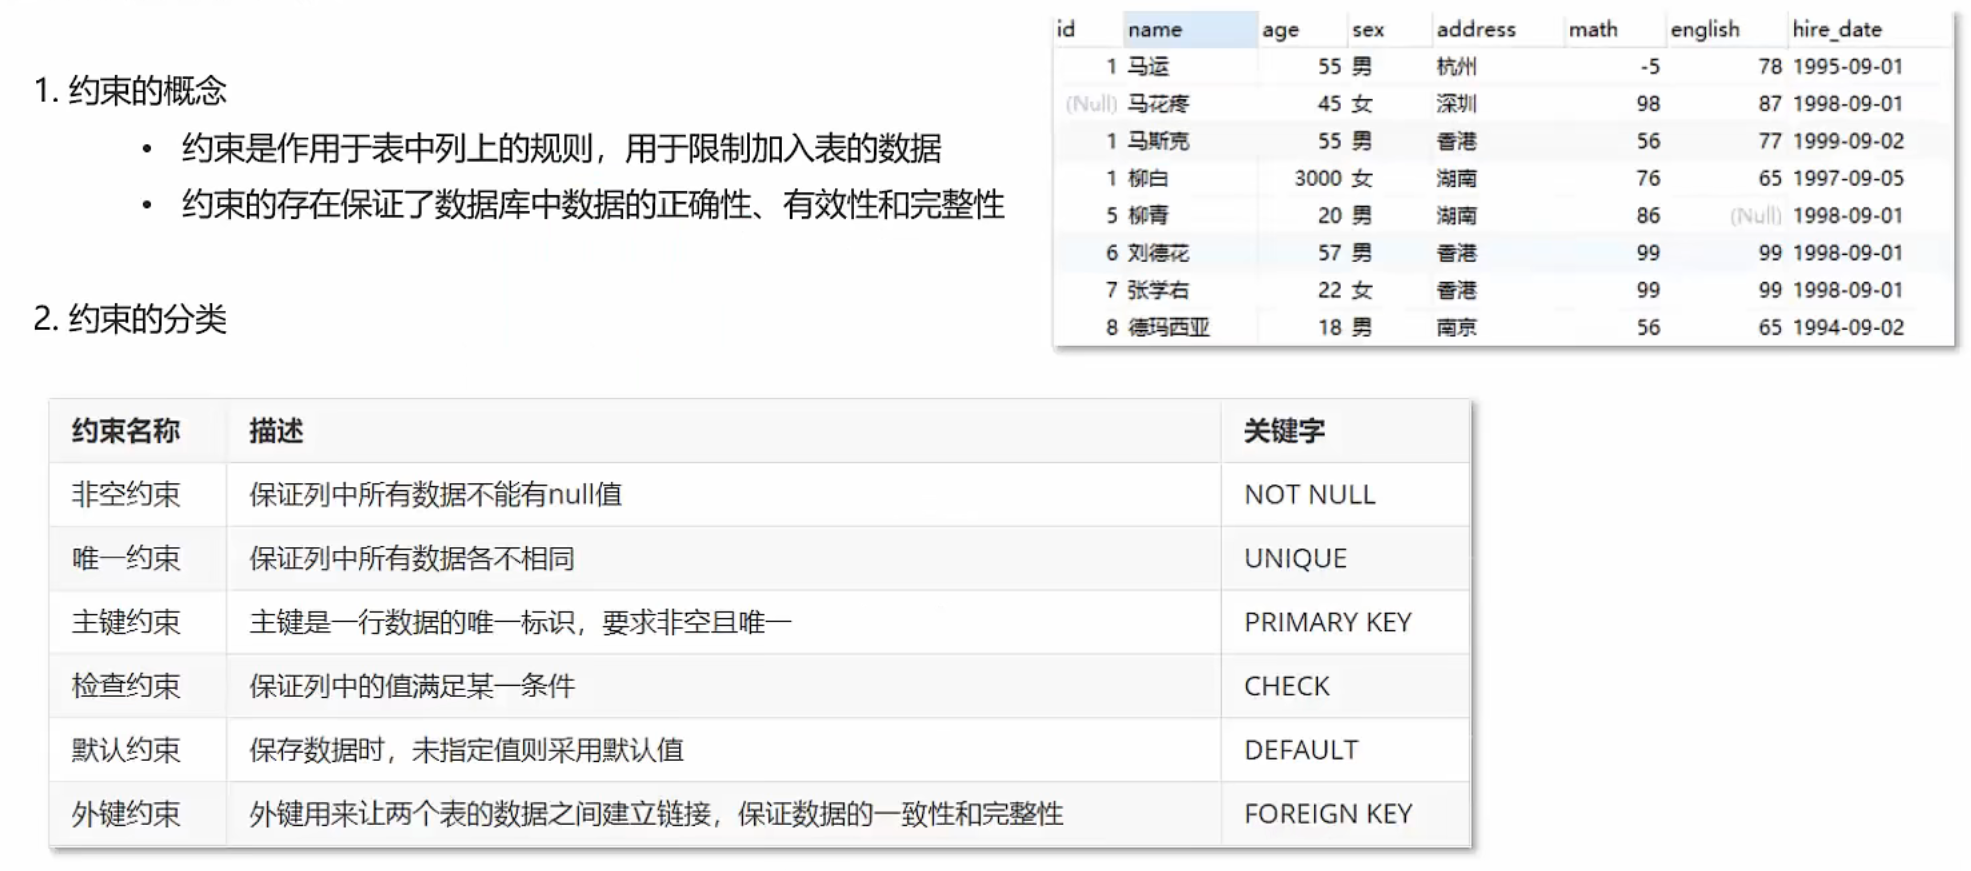 1. 约束的概念
• 约束是作用于表中列上的规则，用于限制加入表的数据
• 约束的存在保证了数据库中数据的正确性、有效性和完整性
2. 约束的分类
id name age sex address math english hire_date
1 马运 55 男 杭州 -5 78 1995-09-01
(Null) 马花疼 45 女 深圳 98 87 1998-09-01
1 马斯克 55 男 香港 56 77 1999-09-02
1 柳白 3000 女 湖南 76 65 1997-09-05
5 柳青 20 男 湖南 86 (Null) 1998-09-01
6 刘德花 57 男 香港 99 99 1998-09-01
7 张学右 22 女 香港 99 99 1998-09-01
8 德玛西亚 18 男 南京 56 65 1994-09-02
约束名称 描述 关键字
非空约束 保证列中所有数据不能有null值 NOT NULL
唯一约束 保证列中所有数据各不相同 UNIQUE
主键约束 主键是一行数据的唯一标识，要求非空且唯一 PRIMARY KEY
检查约束 保证列中的值满足某一条件 CHECK
默认约束 保存数据时，未指定值则采用默认值 DEFAULT
外键约束 外键用来让两个表的数据之间建立链接，保证数据的一致性和完整性 FOREIGN KEY